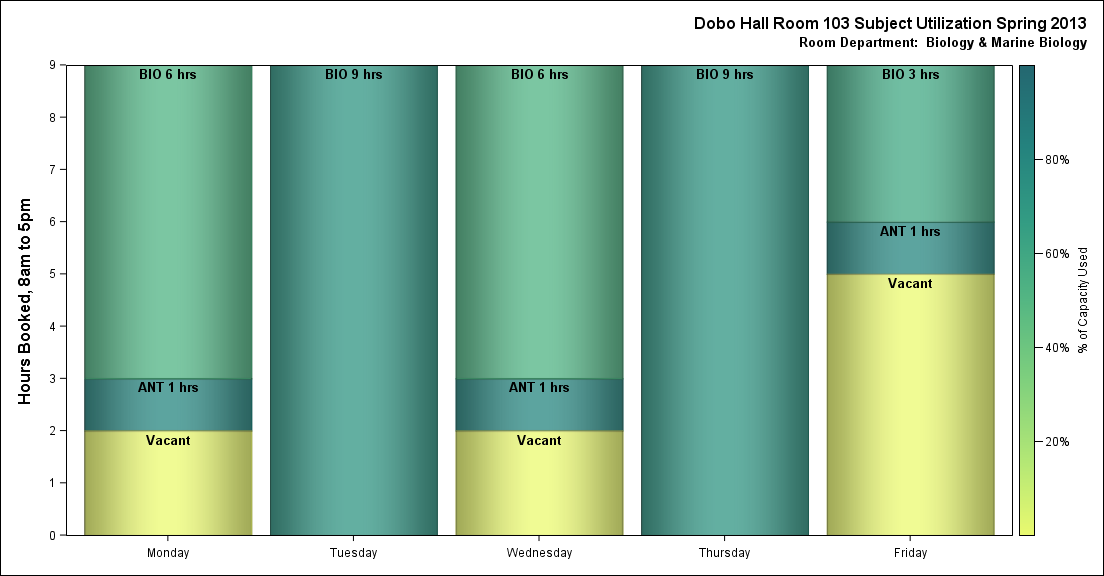 Dobo Hall Room 103 Subject Utilization Spring 2013
Room Department:  Biology & Marine Biology
Hours Booked, 8am to 5pm
9
8
7
6
5
4
3
2
1
0
BIO 6 hrs
ANT 1 hrs
Vacant
BIO 9 hrs
BIO 6 hrs
ANT 1 hrs
Vacant
BIO 9 hrs
BIO 3 hrs
ANT 1 hrs
Vacant
Monday
Tuesday
Wednesday
Thursday
Friday
80%
60%
40%
20%
% of Capacity Used